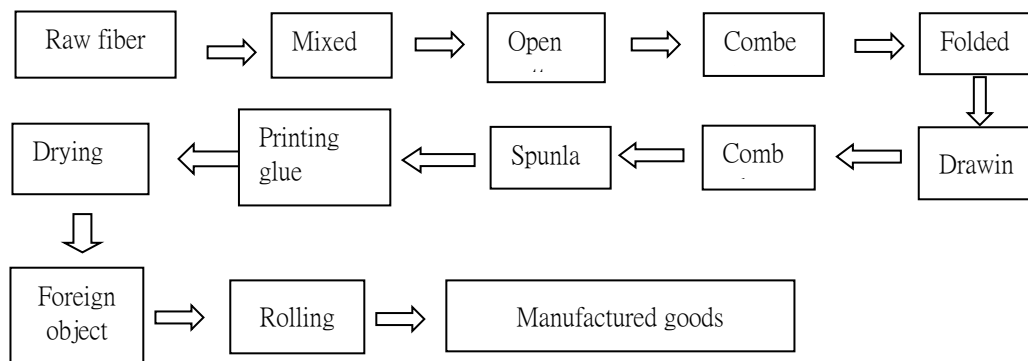 Raw fiber
Mixed
Open
Combe
Folded
Drawin
Comb
Spunla
Printing
glue
Drying
Foreign
object
Rolling
Manufactured goods